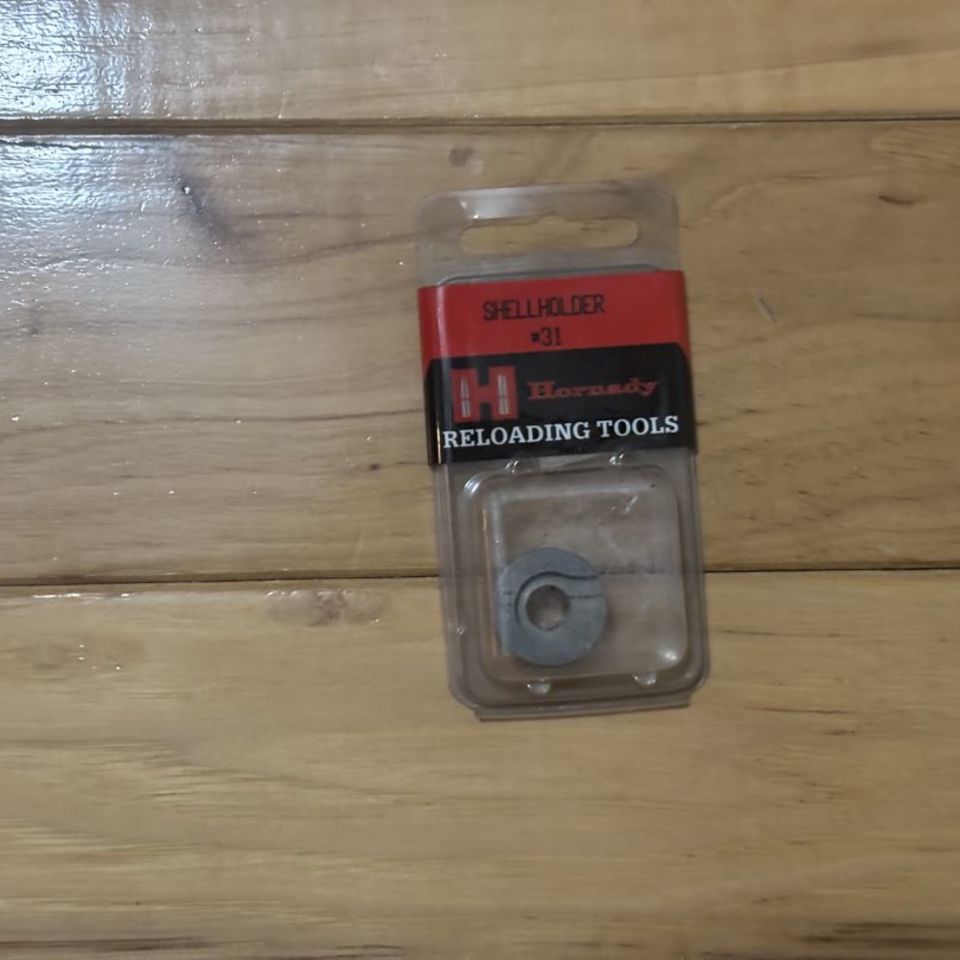 SHELLHOLDER
#31
H Hornady
RELOADING TOOLS